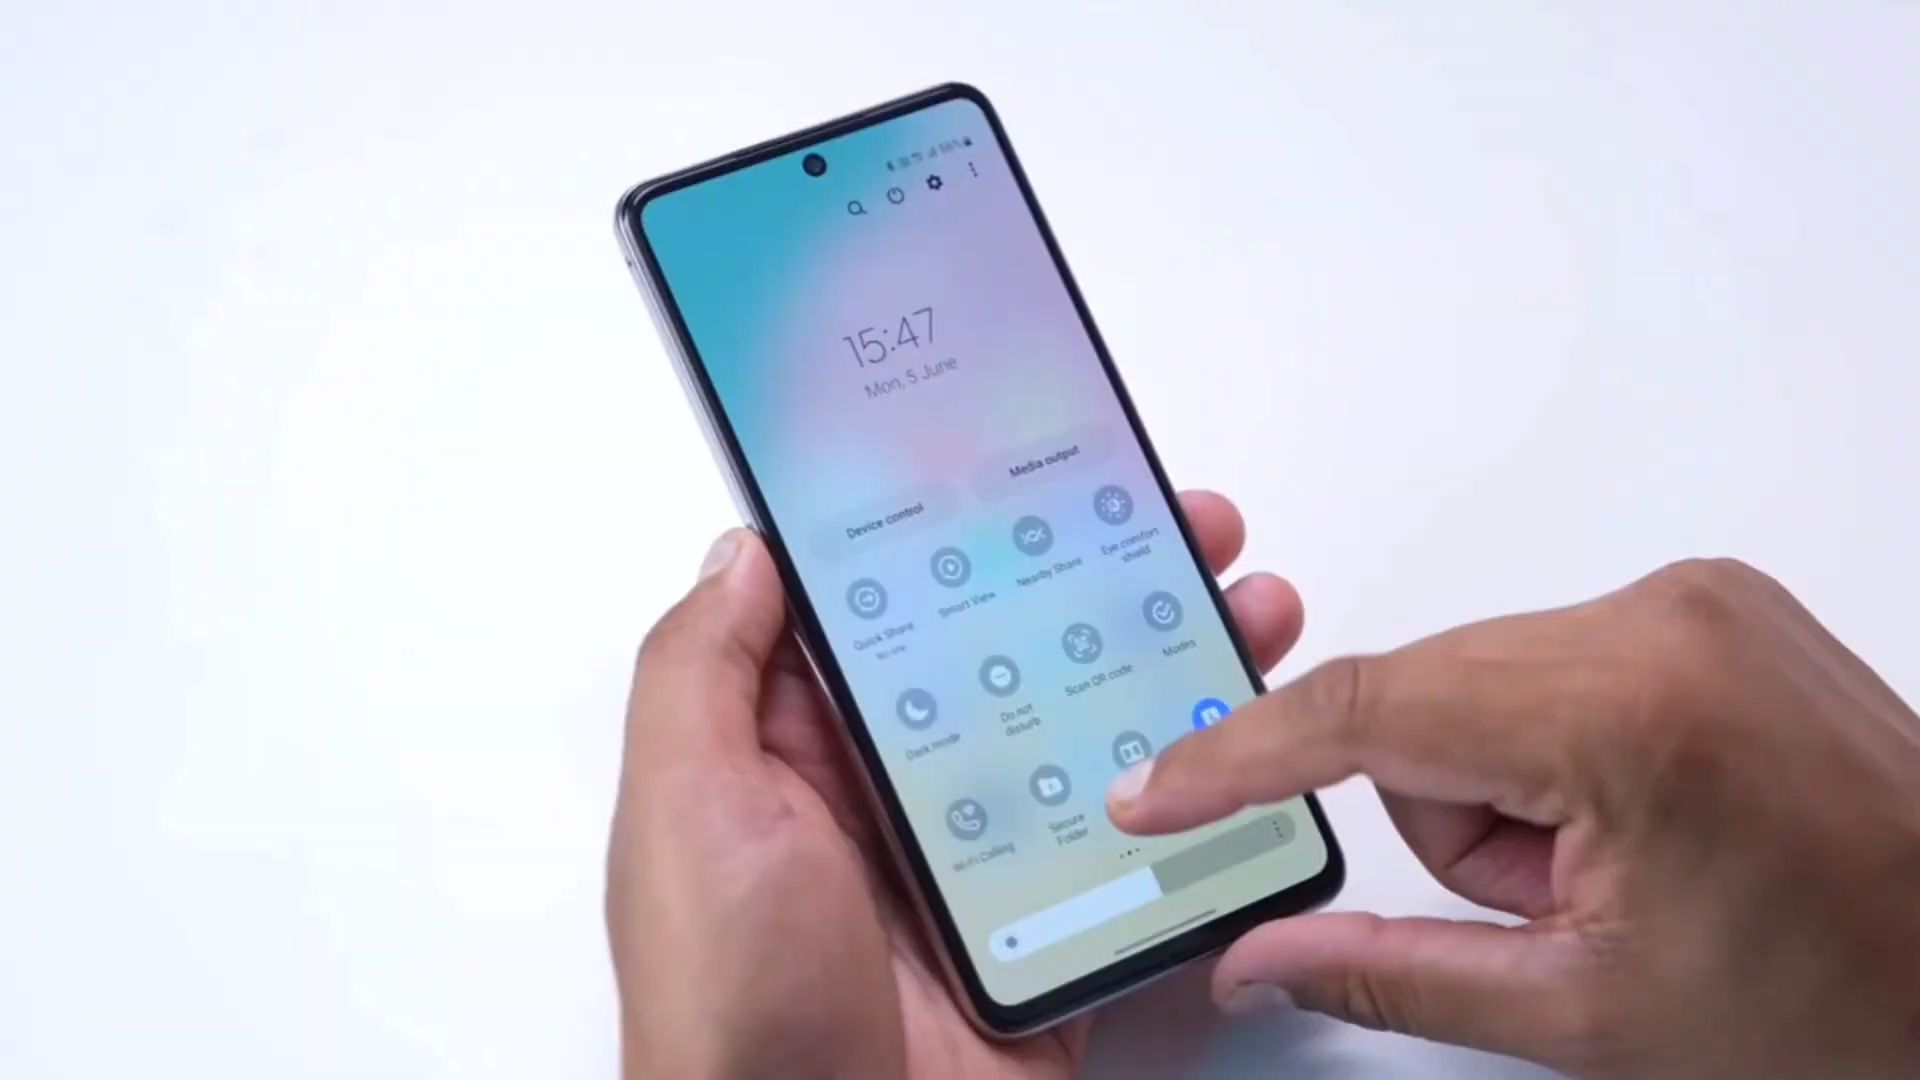 56%
15:47
Mon, 5 June
Device control
Media output
Quick Share
Smart View
Nearby Share
Eye comfort
shield
Dark mode
Do not
disturb
Scan QR code
Modes
Wi-Fi Calling
Secure
Folder